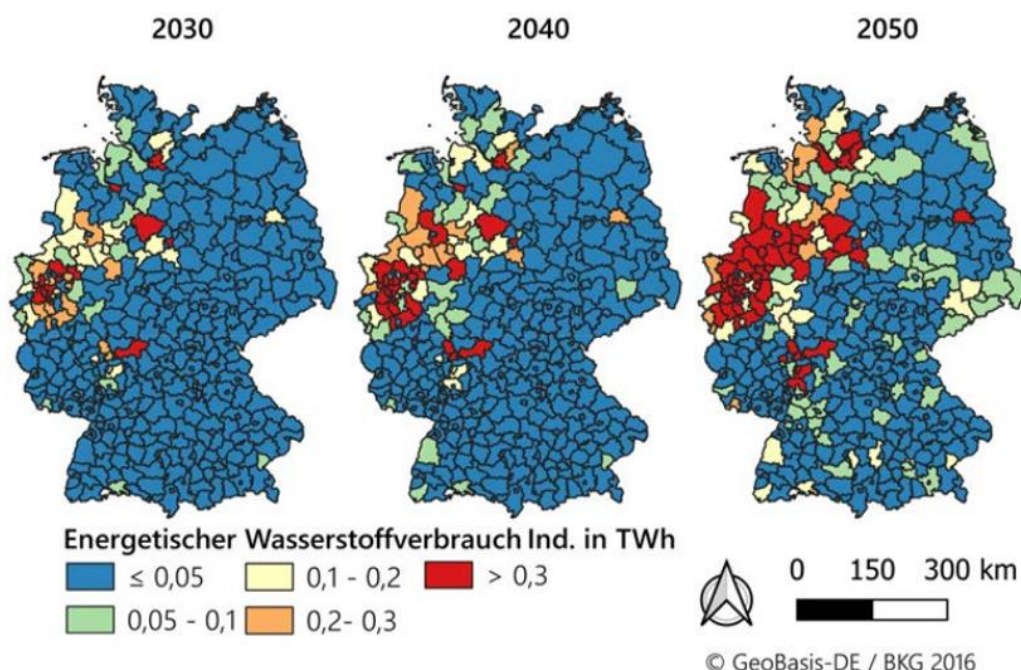 2030 2040 2050
Energetischer Wasserstoffverbrauch Ind. in TWh
≤ 0,05 0,1 - 0,2 > 0,3
0,05 - 0,1 0,2- 0,3
0 150 300 km
© GeoBasis-DE / BKG 2016